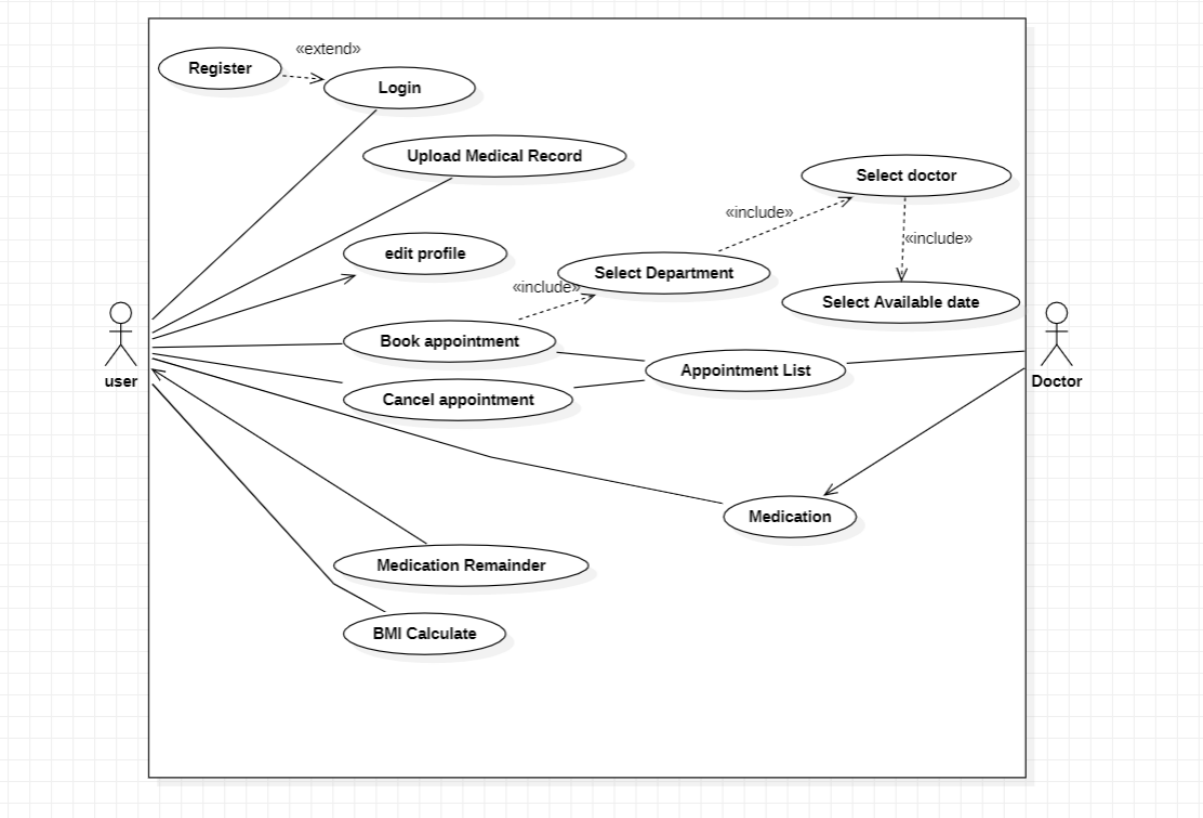 «extend»
Register
Login
Upload Medical Record
Select doctor
«include»
«include»
edit profile
Select Department
«include»
Select Available date
Book appointment
Appointment List
user
Doctor
Cancel appointment
Medication
Medication Remainder
BMI Calculate